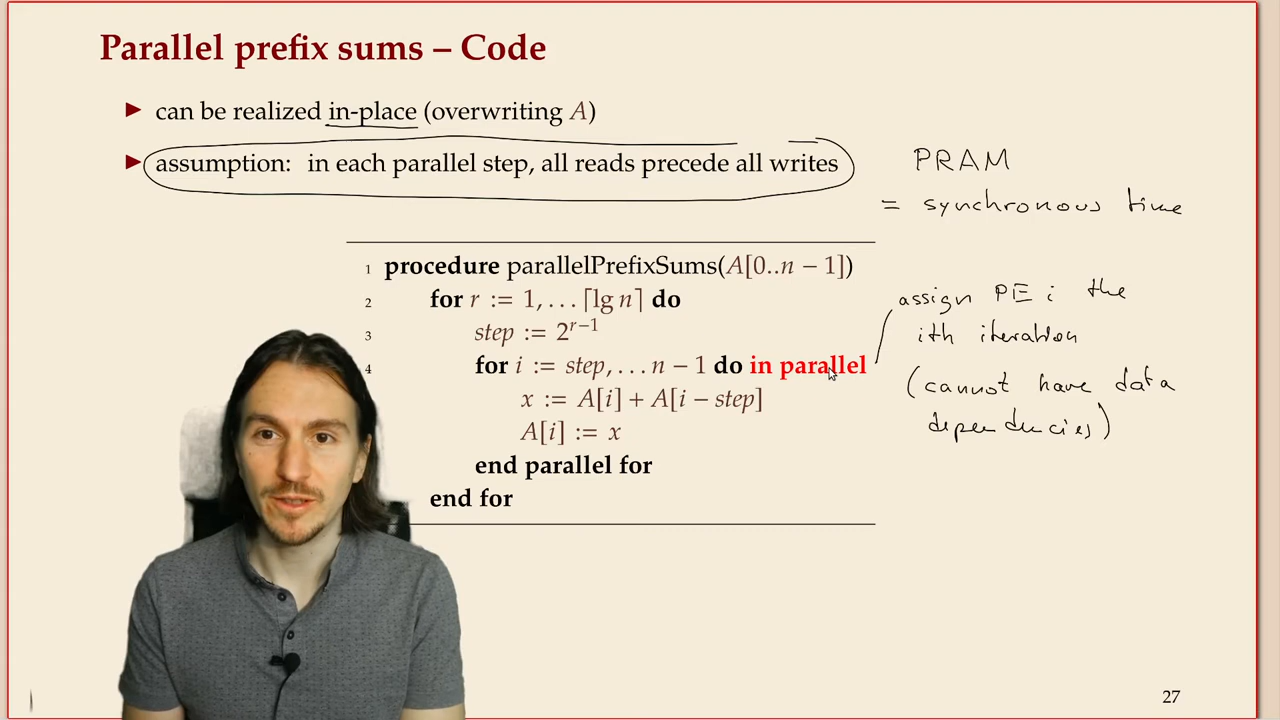 Parallel prefix sums – Code
▶ can be realized in-place (overwriting A)
▶ assumption: in each parallel step, all reads precede all writes
PRAM
= synchronous time
1 procedure parallelPrefixSums(A[0..n − 1])
2 for r := 1, . . . ⌈lg n⌉ do
3 step := 2^{r−1}
4 for i := step, . . . n − 1 do in parallel
x := A[i] + A[i − step]
A[i] := x
end parallel for
end for
assign PE i the
ith iteration
(cannot have data
dependencies)
27